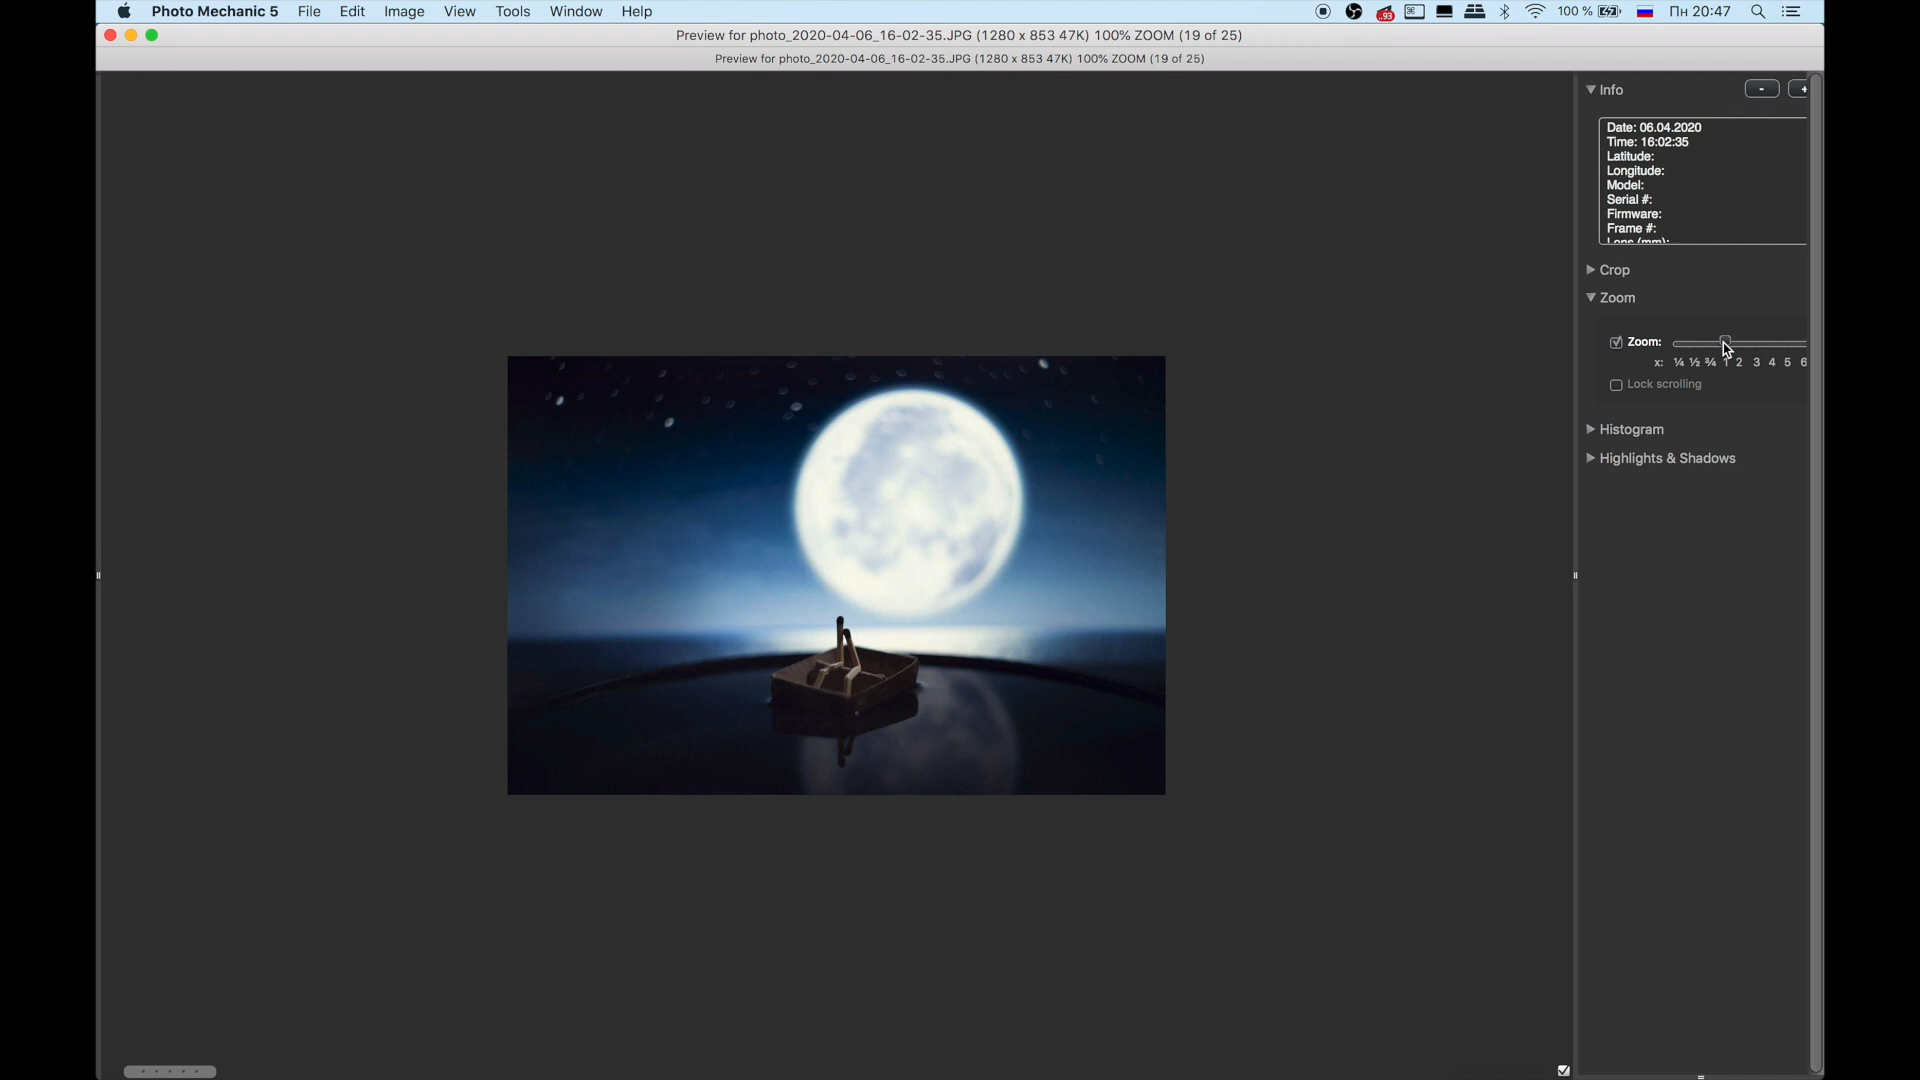 Photo Mechanic 5 File Edit Image View Tools Window Help 93 100 % Пн 20:47
Preview for photo_2020-04-06_16-02-35.JPG (1280 x 853 47K) 100% ZOOM (19 of 25)
Preview for photo_2020-04-06_16-02-35.JPG (1280 x 853 47K) 100% ZOOM (19 of 25)
Info - +
Date: 06.04.2020
Time: 16:02:35
Latitude:
Longitude:
Model:
Serial #:
Firmware:
Frame #:
Lens (mm):
Crop
Zoom
Zoom:
x: ¼ ½ ¾ 1 2 3 4 5 6
Lock scrolling
Histogram
Highlights & Shadows